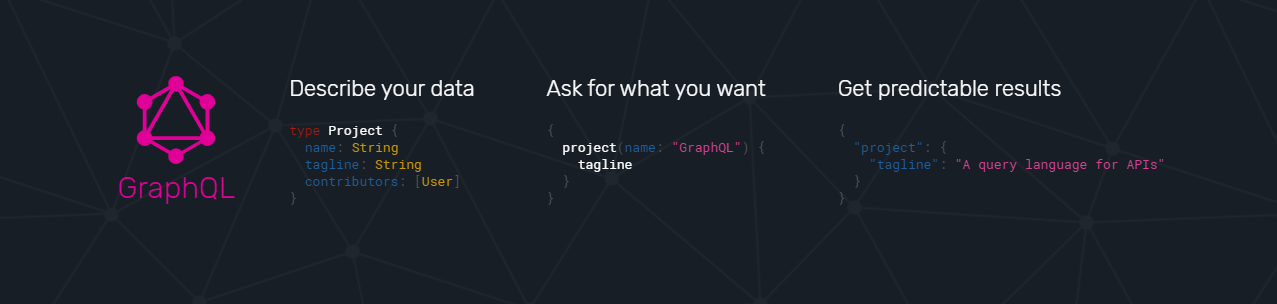 GraphQL
Describe your data
type Project {
  name: String
  tagline: String
  contributors: [User]
}
Ask for what you want
{
  project(name: "GraphQL") {
    tagline
  }
}
Get predictable results
{
  "project": {
    "tagline": "A query language for APIs"
  }
}